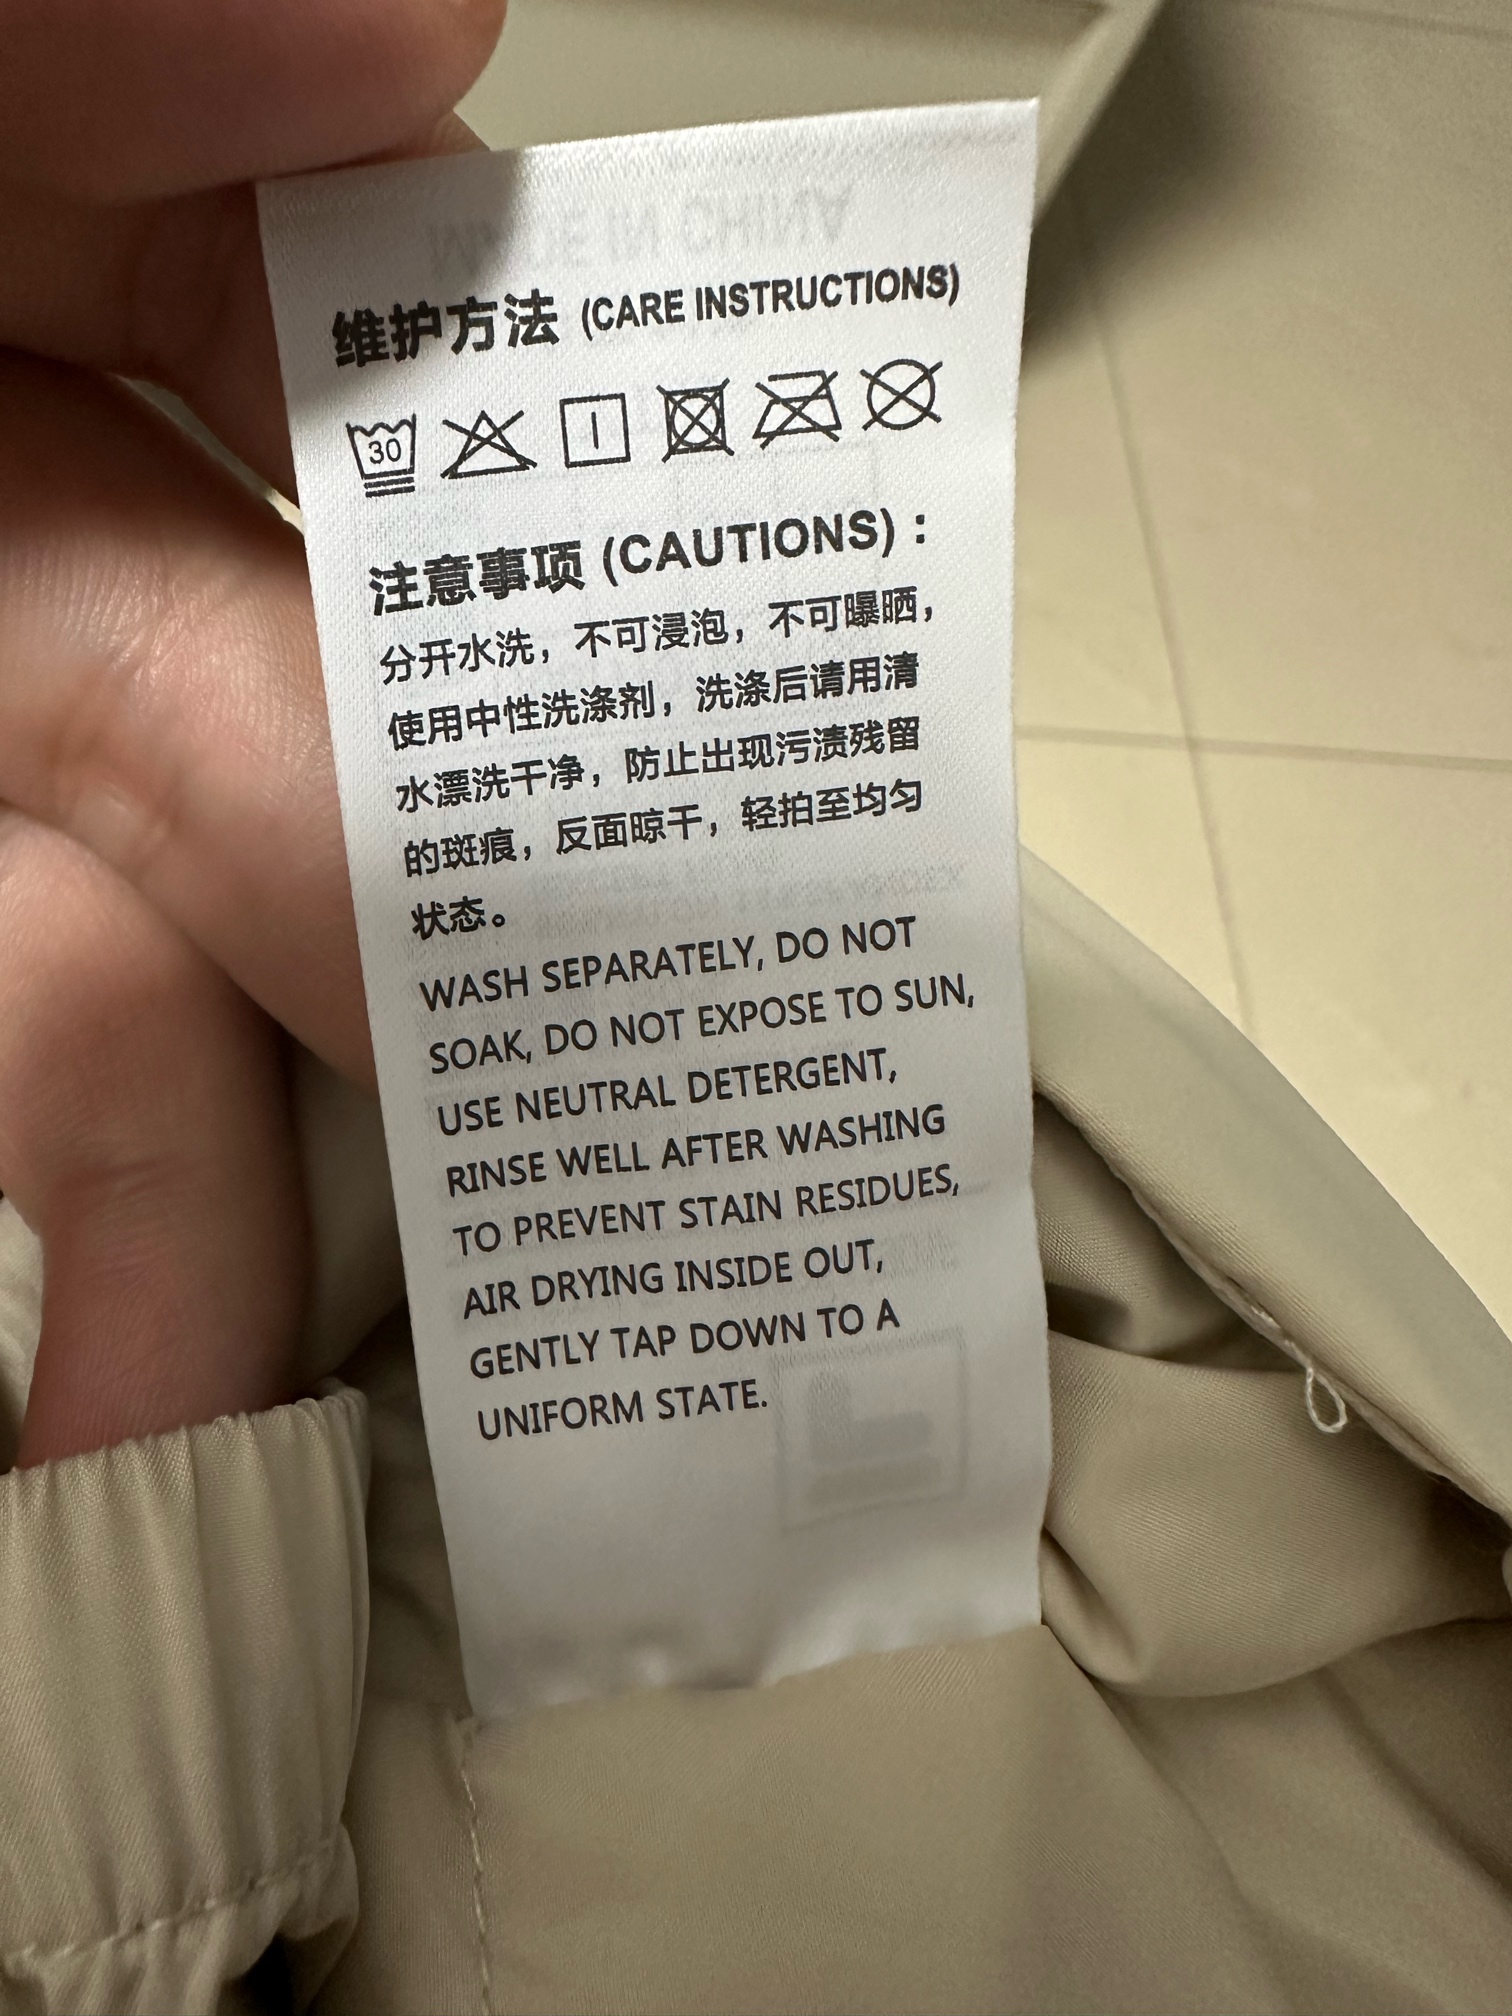 MADE IN CHINA
维护方法 (CARE INSTRUCTIONS)
30
注意事项 (CAUTIONS) :
分开水洗，不可浸泡，不可曝晒，
使用中性洗涤剂，洗涤后请用清
水漂洗干净，防止出现污渍残留
的斑痕，反面晾干，轻拍至均匀
状态。
WASH SEPARATELY, DO NOT
SOAK, DO NOT EXPOSE TO SUN,
USE NEUTRAL DETERGENT,
RINSE WELL AFTER WASHING
TO PREVENT STAIN RESIDUES,
AIR DRYING INSIDE OUT,
GENTLY TAP DOWN TO A
UNIFORM STATE.